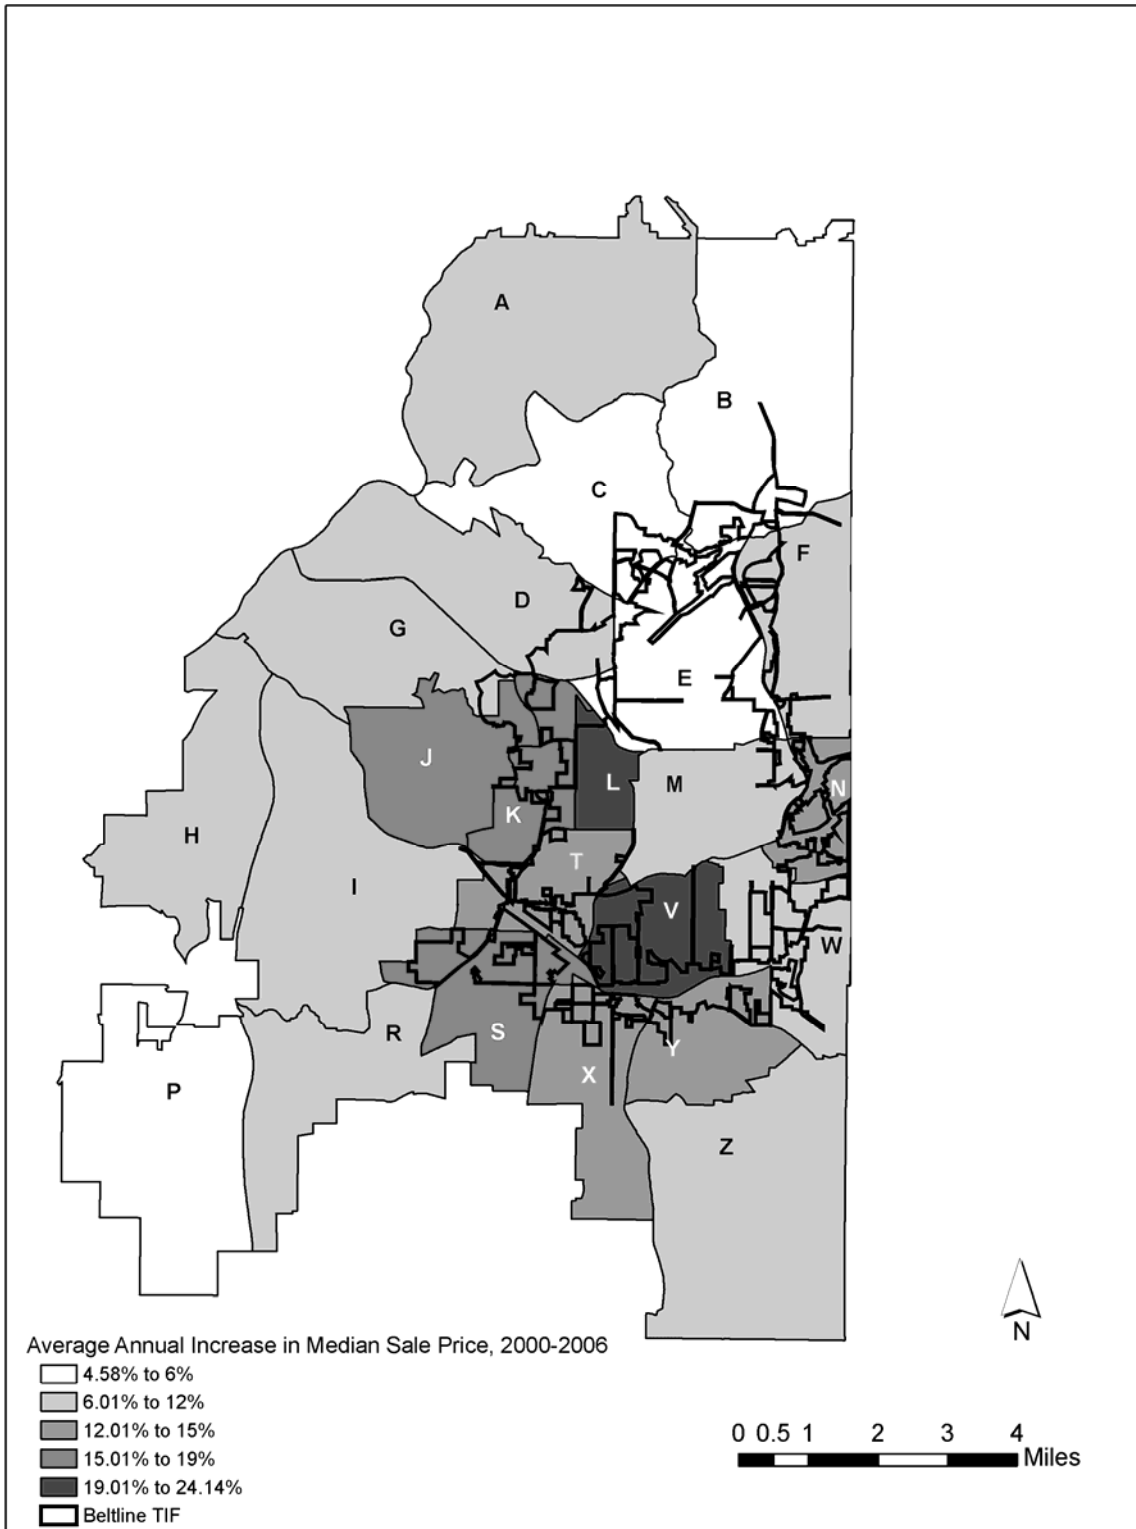 A
B
C
F
D
G
E
J
L
M
N
K
H
T
I
V
W
R
S
Y
X
P
Z
N
Average Annual Increase in Median Sale Price, 2000-2006
4.58% to 6%
6.01% to 12%
12.01% to 15%
15.01% to 19%
19.01% to 24.14%
Beltline TIF
0 0.5 1 2 3 4
Miles